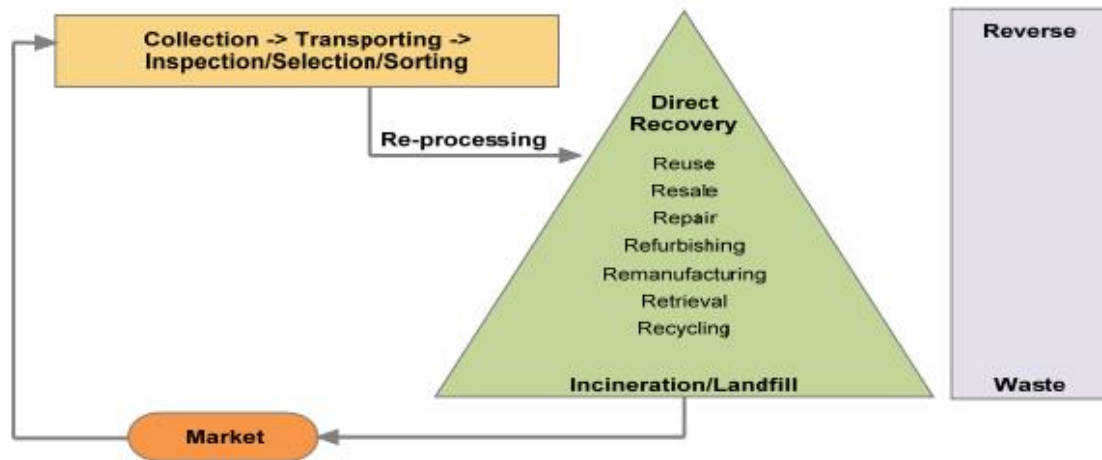 Collection -> Transporting ->
Inspection/Selection/Sorting
Re-processing
Direct
Recovery
Reuse
Resale
Repair
Refurbishing
Remanufacturing
Retrieval
Recycling
Incineration/Landfill
Reverse
Waste
Market